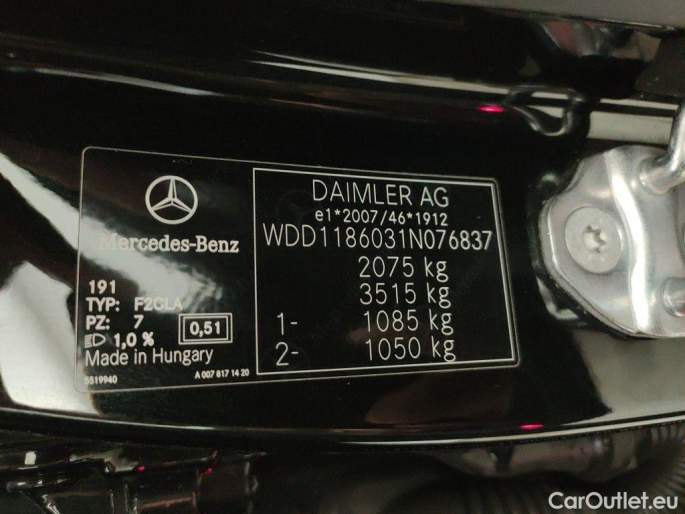 Mercedes-Benz
191
TYP: F2CLA
PZ: 7
1,0 % 0,51
Made in Hungary
5519940 A 007 817 14 20
DAIMLER AG
e1*2007/46*1912
WDD1186031N076837
2075 kg
3515 kg
1- 1085 kg
2- 1050 kg
CarOutlet.eu